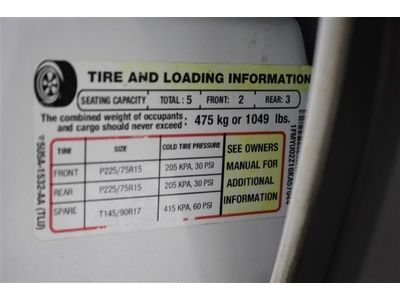 TIRE AND LOADING INFORMATION
SEATING CAPACITY TOTAL : 5 FRONT: 2 REAR: 3
The combined weight of occupants
and cargo should never exceed : 475 kg or 1049 lbs.
TIRE SIZE COLD TIRE PRESSURE
FRONT P225/75R15 205 KPA, 30 PSI
REAR P225/75R15 205 KPA, 30 PSI
SPARE T145/90R17 415 KPA, 60 PSI
SEE OWNERS
MANUAL FOR
ADDITIONAL
INFORMATION